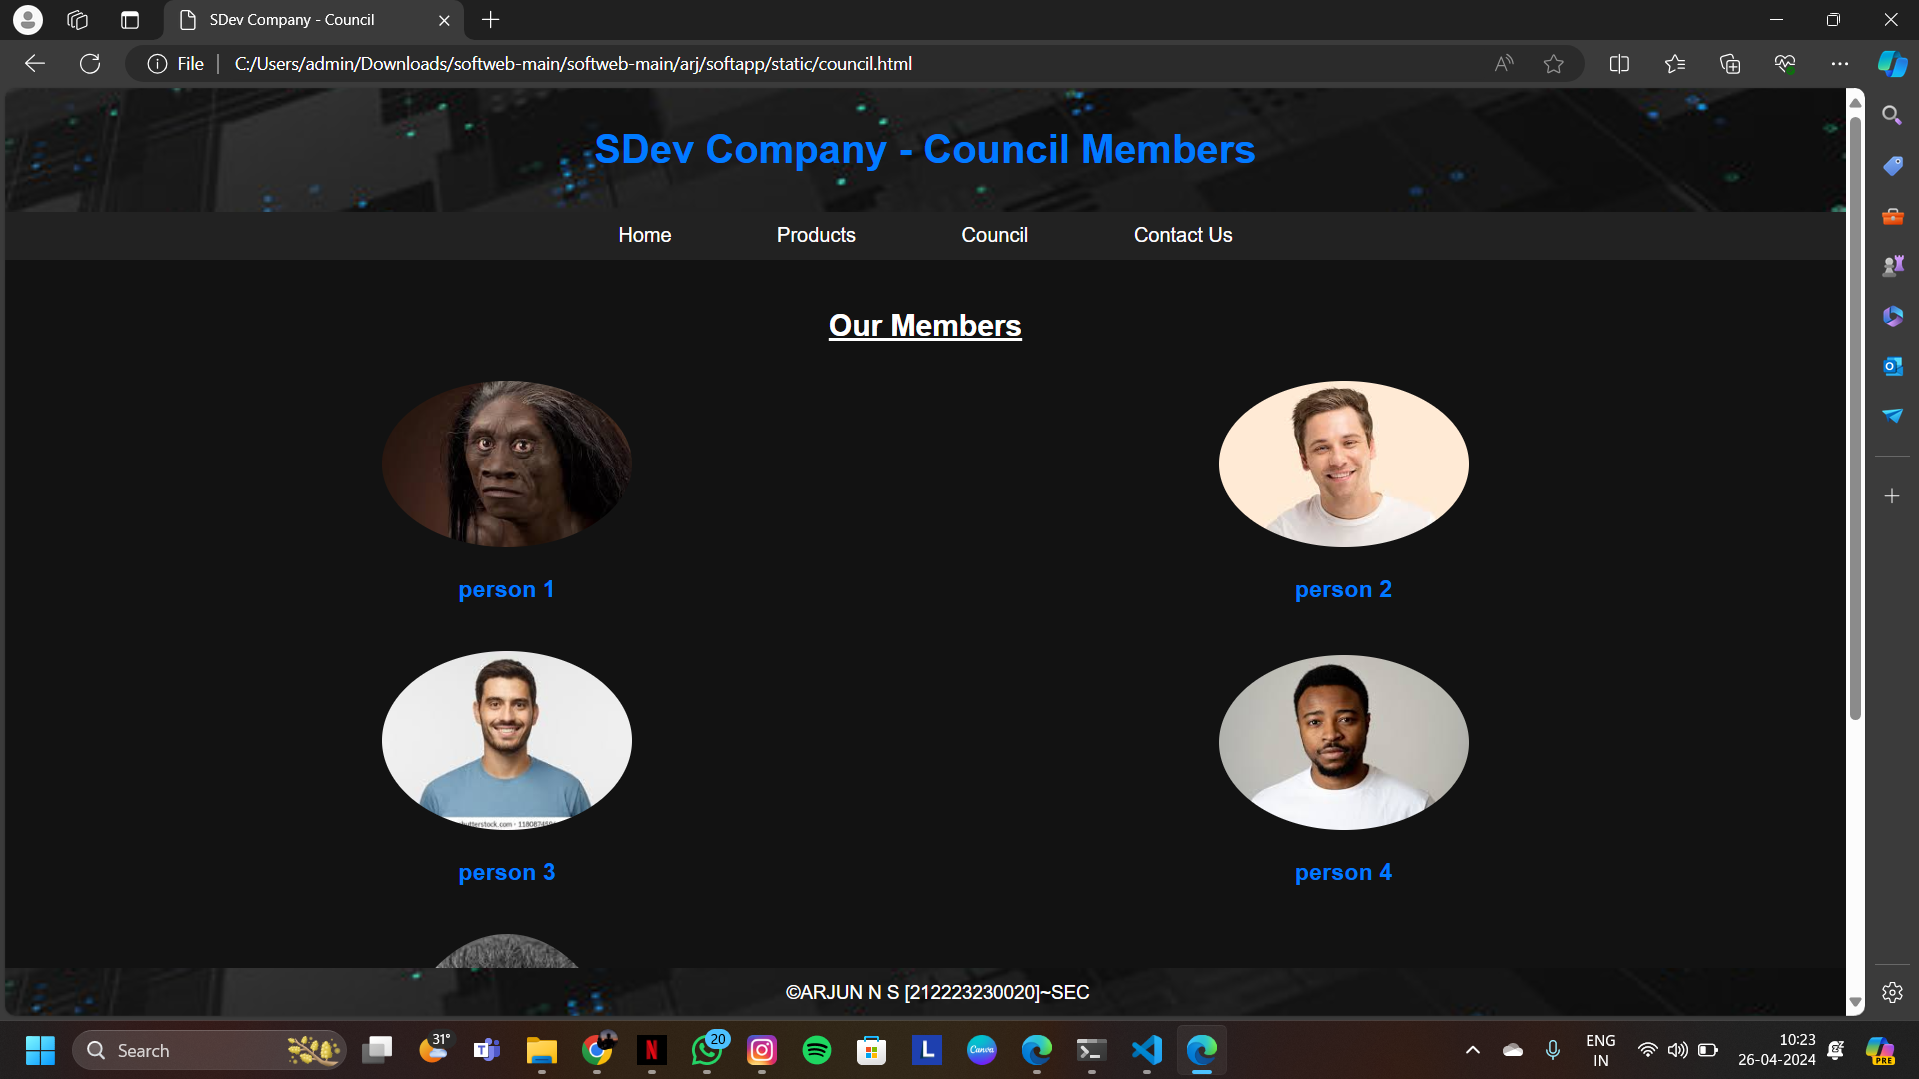 SDev Company - Council
File
C:/Users/admin/Downloads/softweb-main/softweb-main/arj/softapp/static/council.html
SDev Company - Council Members
Home Products Council Contact Us
Our Members
person 1
person 2
person 3
person 4
©ARJUN N S [212223230020]~SEC
Search
31°
20
N
L
Canva
ENG
IN
10:23
26-04-2024
PRE